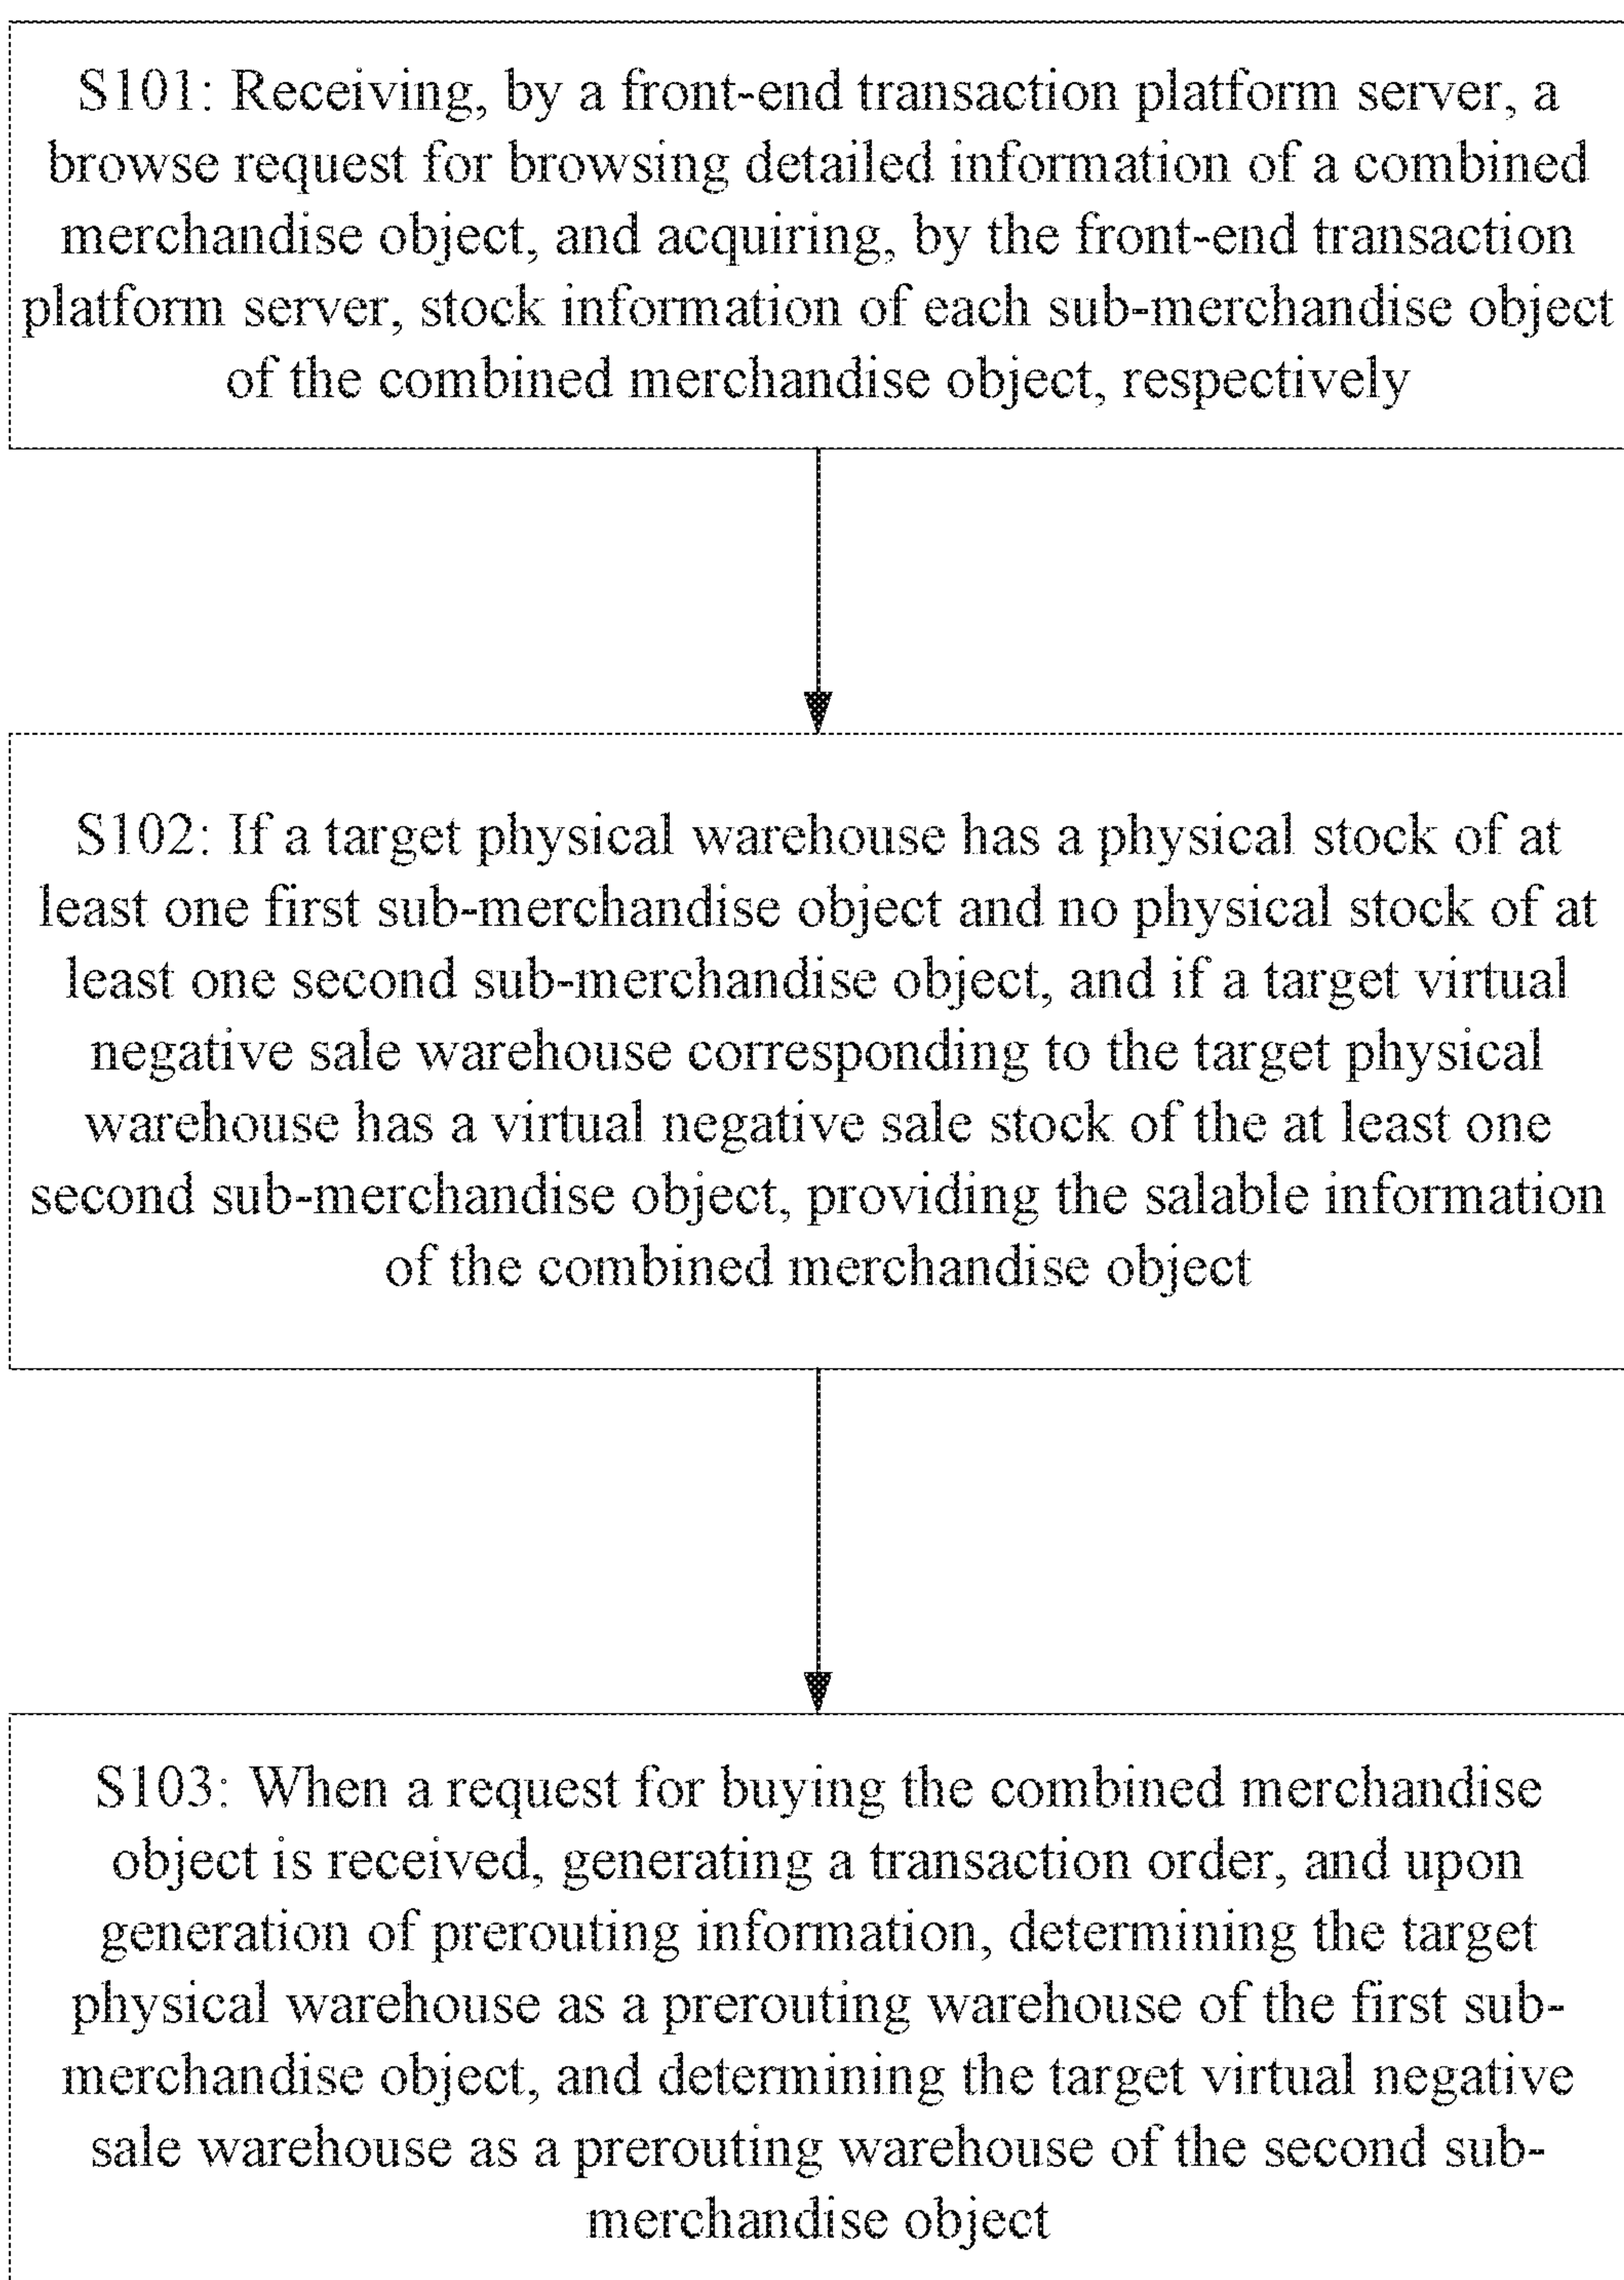 S101: Receiving, by a front-end transaction platform server, a
browse request for browsing detailed information of a combined
merchandise object, and acquiring, by the front-end transaction
platform server, stock information of each sub-merchandise object
of the combined merchandise object, respectively
S102: If a target physical warehouse has a physical stock of at
least one first sub-merchandise object and no physical stock of at
least one second sub-merchandise object, and if a target virtual
negative sale warehouse corresponding to the target physical
warehouse has a virtual negative sale stock of the at least one
second sub-merchandise object, providing the salable information
of the combined merchandise object
S103: When a request for buying the combined merchandise
object is received, generating a transaction order, and upon
generation of prerouting information, determining the target
physical warehouse as a prerouting warehouse of the first sub-
merchandise object, and determining the target virtual negative
sale warehouse as a prerouting warehouse of the second sub-
merchandise object